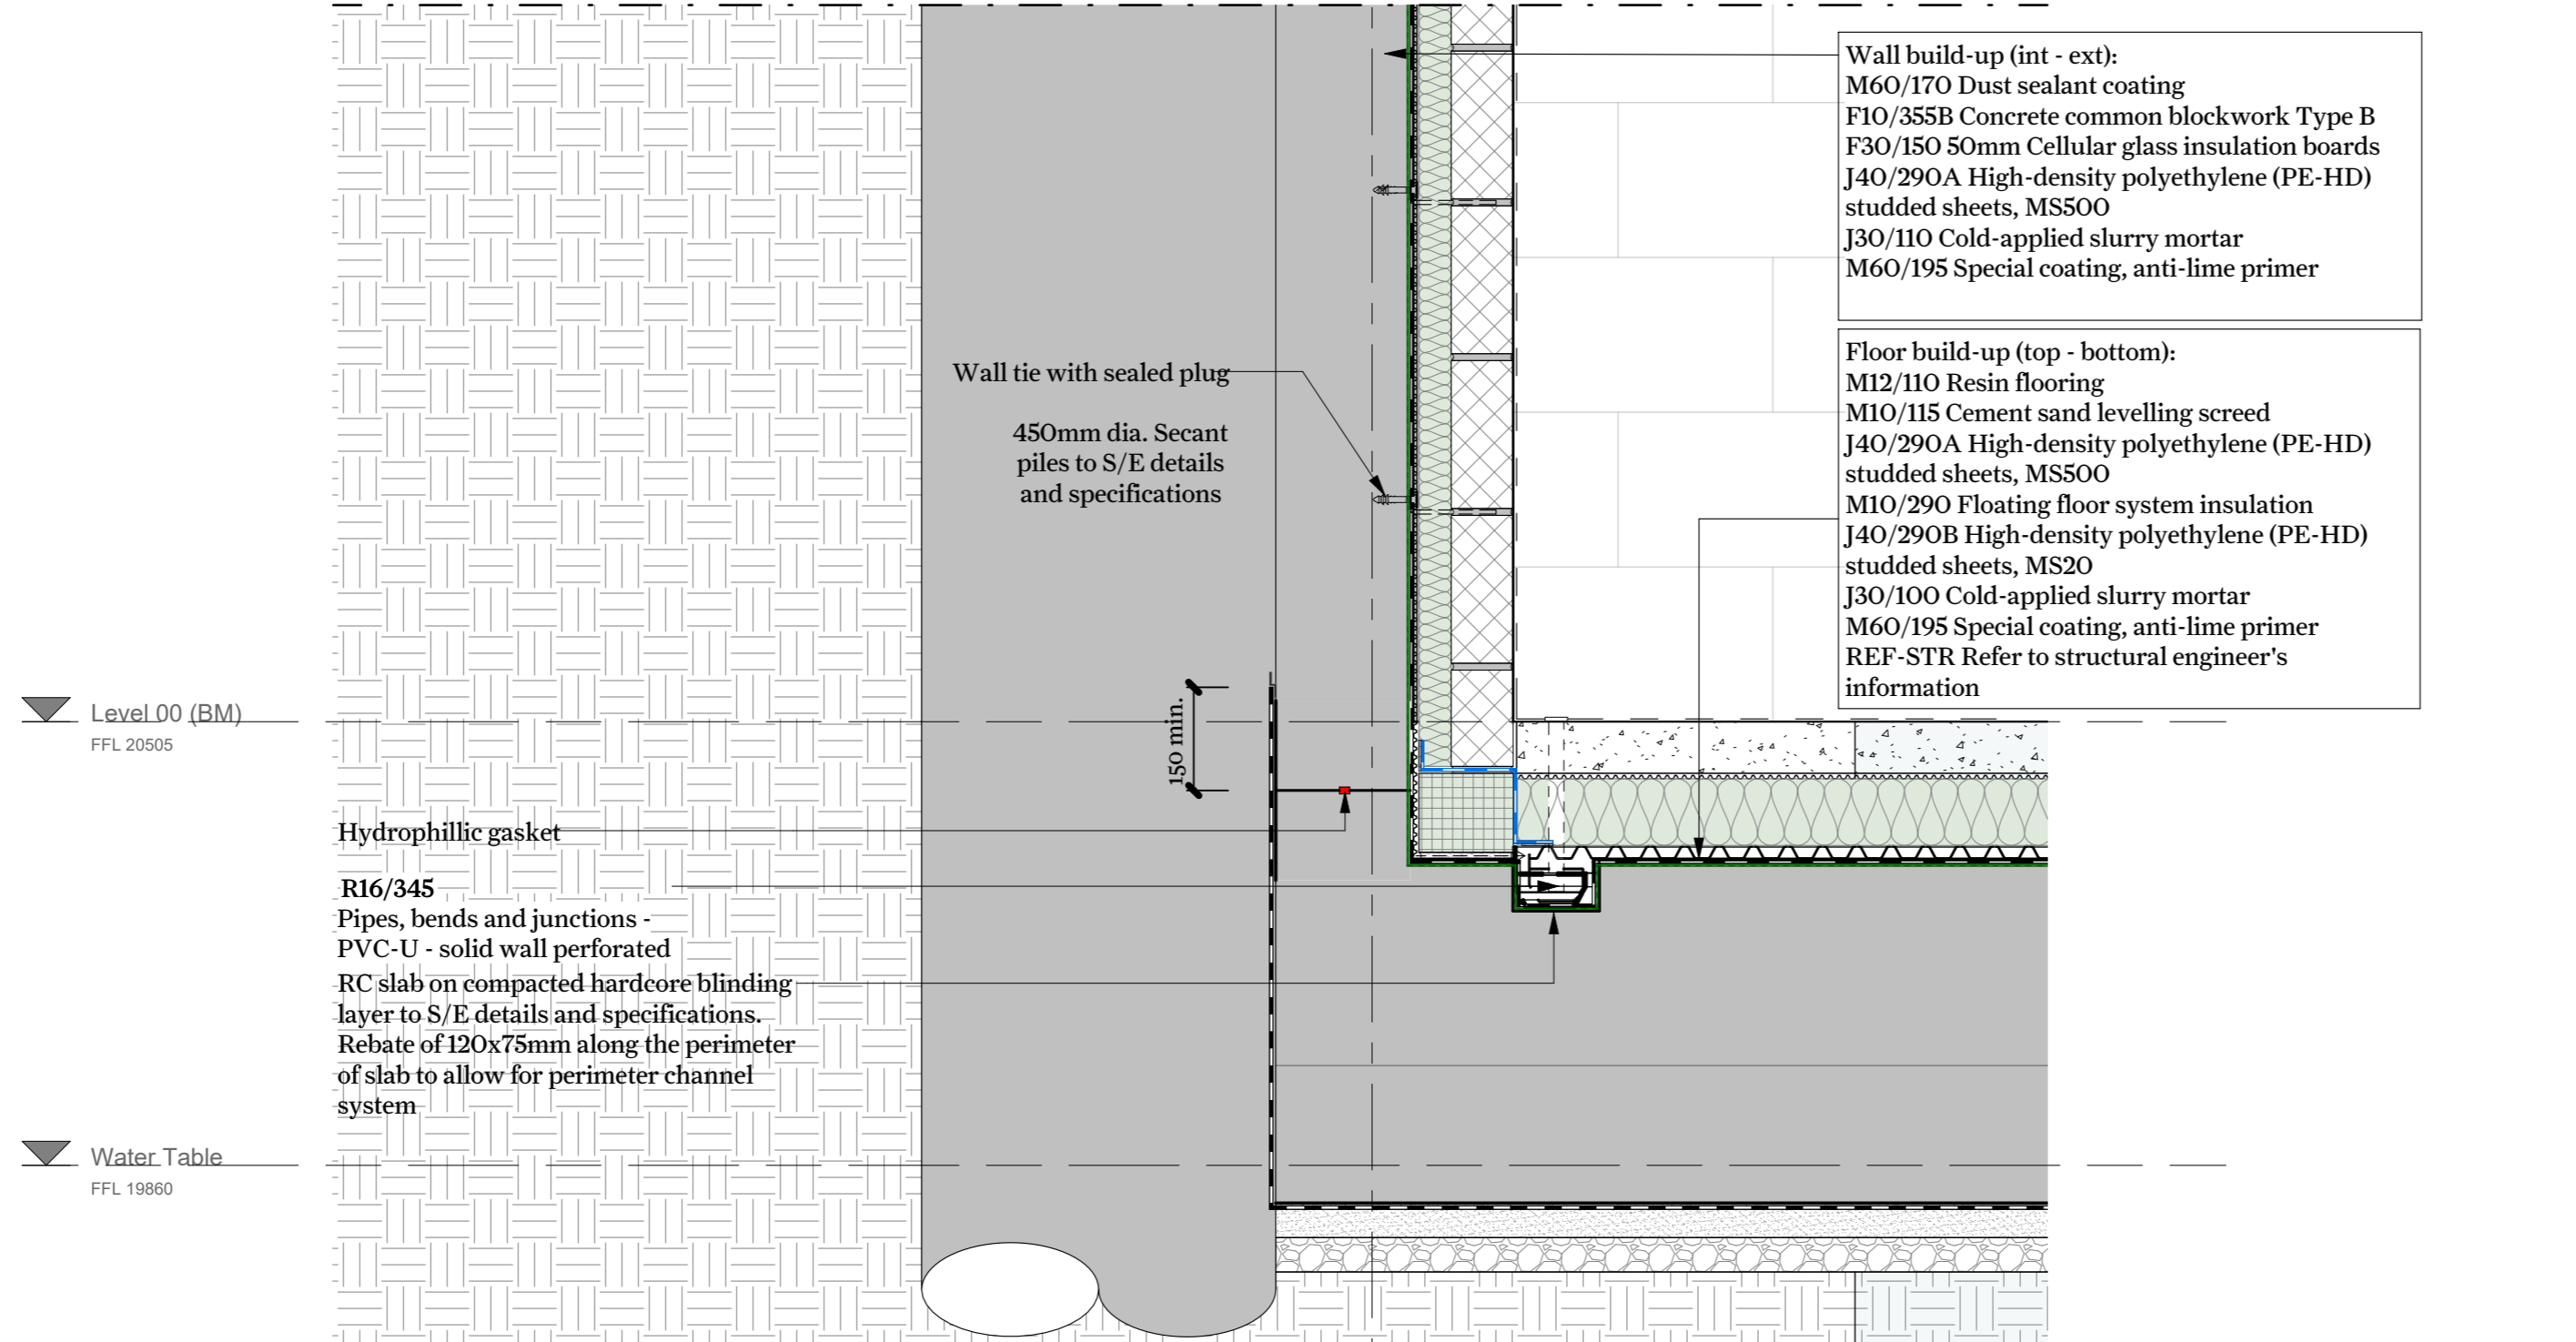 Wall build-up (int - ext):
M60/170 Dust sealant coating
F10/355B Concrete common blockwork Type B
F30/150 50mm Cellular glass insulation boards
J40/290A High-density polyethylene (PE-HD)
studded sheets, MS500
J30/110 Cold-applied slurry mortar
M60/195 Special coating, anti-lime primer
Floor build-up (top - bottom):
M12/110 Resin flooring
M10/115 Cement sand levelling screed
J40/290A High-density polyethylene (PE-HD)
studded sheets, MS500
M10/290 Floating floor system insulation
J40/290B High-density polyethylene (PE-HD)
studded sheets, MS20
J30/100 Cold-applied slurry mortar
M60/195 Special coating, anti-lime primer
REF-STR Refer to structural engineer's
information
Wall tie with sealed plug
450mm dia. Secant
piles to S/E details
and specifications
150 min.
Level 00 (BM)
FFL 20505
Hydrophillic gasket
R16/345
Pipes, bends and junctions -
PVC-U - solid wall perforated
RC slab on compacted hardcore blinding
layer to S/E details and specifications.
Rebate of 120x75mm along the perimeter
of slab to allow for perimeter channel
system
Water Table
FFL 19860